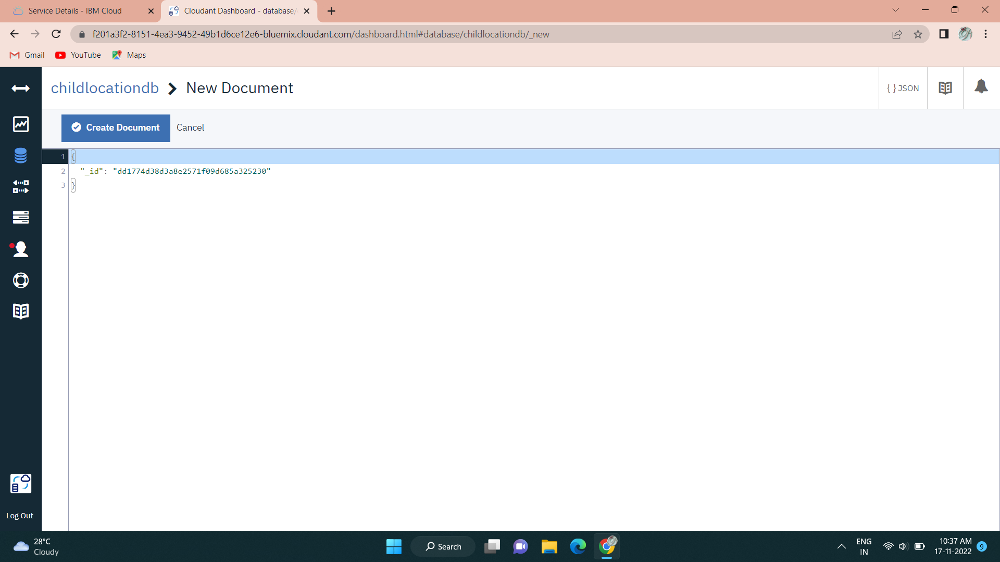 Service Details - IBM Cloud
Cloudant Dashboard - database/
f201a3f2-8151-4ea3-9452-49b1d6ce12e6-bluemix.cloudant.com/dashboard.html#database/childlocationdb/_new
Gmail
YouTube
Maps
childlocationdb
New Document
{ } JSON
Create Document
Cancel
1 {
2 "_id": "dd1774d38d3a8e2571f09d685a325230"
3 }
Log Out
28°C
Cloudy
Search
ENG
IN
10:37 AM
17-11-2022
9